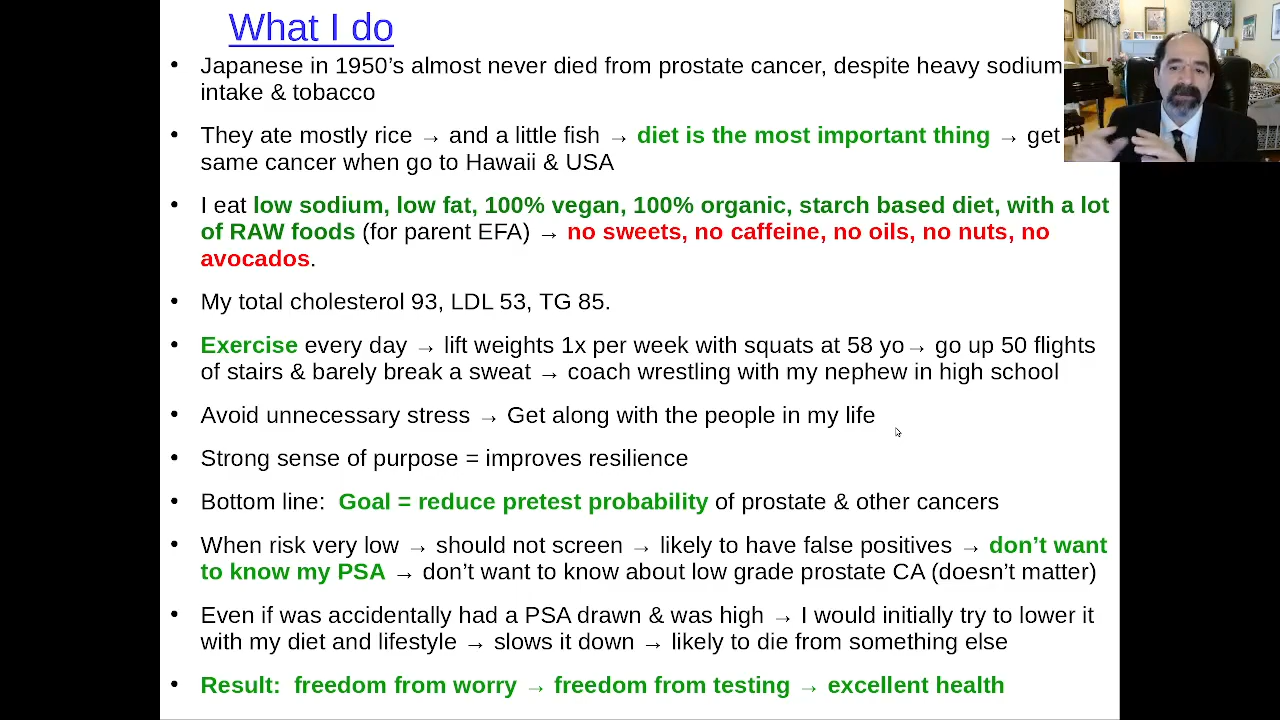 What I do
• Japanese in 1950’s almost never died from prostate cancer, despite heavy sodium
intake & tobacco
• They ate mostly rice → and a little fish → diet is the most important thing → get
same cancer when go to Hawaii & USA
• I eat low sodium, low fat, 100% vegan, 100% organic, starch based diet, with a lot
of RAW foods (for parent EFA) → no sweets, no caffeine, no oils, no nuts, no
avocados.
• My total cholesterol 93, LDL 53, TG 85.
• Exercise every day → lift weights 1x per week with squats at 58 yo→ go up 50 flights
of stairs & barely break a sweat → coach wrestling with my nephew in high school
• Avoid unnecessary stress → Get along with the people in my life
• Strong sense of purpose = improves resilience
• Bottom line:  Goal = reduce pretest probability of prostate & other cancers
• When risk very low → should not screen → likely to have false positives → don’t want
to know my PSA → don’t want to know about low grade prostate CA (doesn’t matter)
• Even if was accidentally had a PSA drawn & was high → I would initially try to lower it
with my diet and lifestyle → slows it down → likely to die from something else
• Result:  freedom from worry → freedom from testing → excellent health